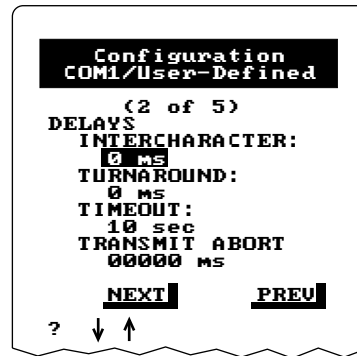 Configuration
COM1/User-Defined
(2 of 5)
DELAYS
INTERCHARACTER:
0 ms
TURNAROUND:
0 ms
TIMEOUT:
10 sec
TRANSMIT ABORT
00000 ms
NEXT PREV
? ↓ ↑